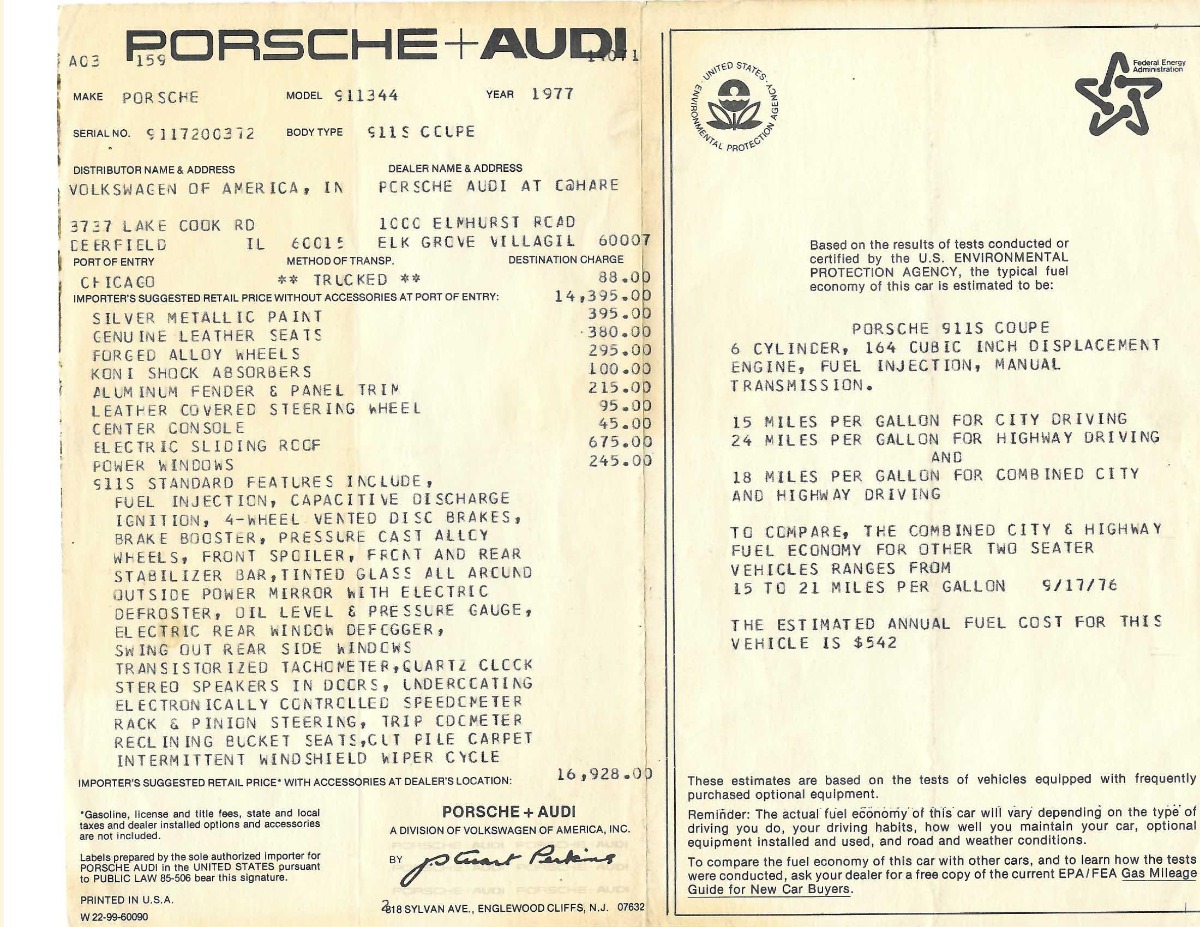 PORSCHE+AUDI
A03 159 14071
MAKE PORSCHE MODEL 911344 YEAR 1977
SERIAL NO. 9117200372 BODY TYPE 911S COUPE
DISTRIBUTOR NAME & ADDRESS DEALER NAME & ADDRESS
VOLKSWAGEN OF AMERICA, IN PORSCHE AUDI AT O@HARE
3737 LAKE COOK RD 1000 ELMHURST ROAD
DEERFIELD IL 60015 ELK GROVE VILLAGIL 60007
PORT OF ENTRY METHOD OF TRANSP. DESTINATION CHARGE
CHICAGO ** TRUCKED ** 88.00
IMPORTER'S SUGGESTED RETAIL PRICE WITHOUT ACCESSORIES AT PORT OF ENTRY: 14,395.00
SILVER METALLIC PAINT 395.00
GENUINE LEATHER SEATS 380.00
FORGED ALLOY WHEELS 295.00
KONI SHOCK ABSORBERS 100.00
ALUMINUM FENDER & PANEL TRIM 215.00
LEATHER COVERED STEERING WHEEL 95.00
CENTER CONSOLE 45.00
ELECTRIC SLIDING ROOF 675.00
POWER WINDOWS 245.00
911S STANDARD FEATURES INCLUDE,
FUEL INJECTION, CAPACITIVE DISCHARGE
IGNITION, 4-WHEEL VENTED DISC BRAKES,
BRAKE BOOSTER, PRESSURE CAST ALLOY
WHEELS, FRONT SPOILER, FRONT AND REAR
STABILIZER BAR,TINTED GLASS ALL AROUND
OUTSIDE POWER MIRROR WITH ELECTRIC
DEFROSTER, OIL LEVEL & PRESSURE GAUGE,
ELECTRIC REAR WINDOW DEFOGGER,
SWING OUT REAR SIDE WINDOWS
TRANSISTORIZED TACHOMETER,QUARTZ CLOCK
STEREO SPEAKERS IN DOORS, UNDERCOATING
ELECTRONICALLY CONTROLLED SPEEDOMETER
RACK & PINION STEERING, TRIP ODOMETER
RECLINING BUCKET SEATS,CUT PILE CARPET
INTERMITTENT WINDSHIELD WIPER CYCLE
IMPORTER'S SUGGESTED RETAIL PRICE* WITH ACCESSORIES AT DEALER'S LOCATION: 16,928.00
*Gasoline, license and title fees, state and local
taxes and dealer installed options and accessories
are not included.
Labels prepared by the sole authorized importer for
PORSCHE AUDI in the UNITED STATES pursuant
to PUBLIC LAW 85-506 bear this signature.
PRINTED IN U.S.A.
W 22-99-60090
PORSCHE + AUDI
A DIVISION OF VOLKSWAGEN OF AMERICA, INC.
BY J Stuart Perkins
818 SYLVAN AVE., ENGLEWOOD CLIFFS, N.J. 07632
2
UNITED STATES
ENVIRONMENTAL PROTECTION AGENCY
Federal Energy
Administration
Based on the results of tests conducted or
certified by the U.S. ENVIRONMENTAL
PROTECTION AGENCY, the typical fuel
economy of this car is estimated to be:
PORSCHE 911S COUPE
6 CYLINDER, 164 CUBIC INCH DISPLACEMENT
ENGINE, FUEL INJECTION, MANUAL
TRANSMISSION.
15 MILES PER GALLON FOR CITY DRIVING
24 MILES PER GALLON FOR HIGHWAY DRIVING
AND
18 MILES PER GALLON FOR COMBINED CITY
AND HIGHWAY DRIVING
TO COMPARE, THE COMBINED CITY & HIGHWAY
FUEL ECONOMY FOR OTHER TWO SEATER
VEHICLES RANGES FROM
15 TO 21 MILES PER GALLON 9/17/76
THE ESTIMATED ANNUAL FUEL COST FOR THIS
VEHICLE IS $542
These estimates are based on the tests of vehicles equipped with frequently
purchased optional equipment.
Reminder: The actual fuel economy of this car will vary depending on the type of
driving you do, your driving habits, how well you maintain your car, optional
equipment installed and used, and road and weather conditions.
To compare the fuel economy of this car with other cars, and to learn how the tests
were conducted, ask your dealer for a free copy of the current EPA/FEA Gas Mileage
Guide for New Car Buyers.